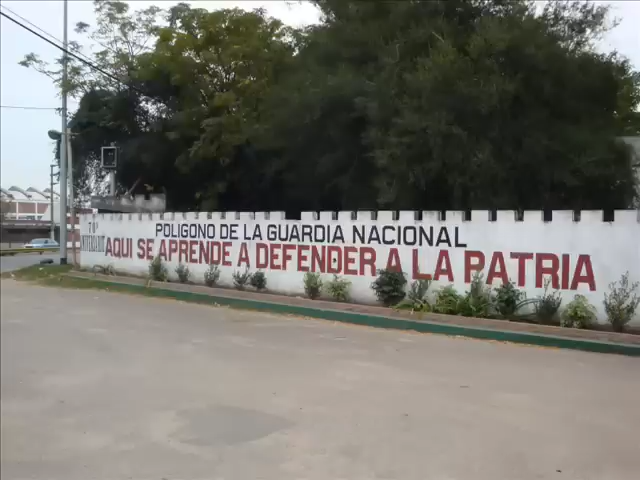 POLIGONO DE LA GUARDIA NACIONAL
AQUI SE APRENDE A DEFENDER A LA PATRIA